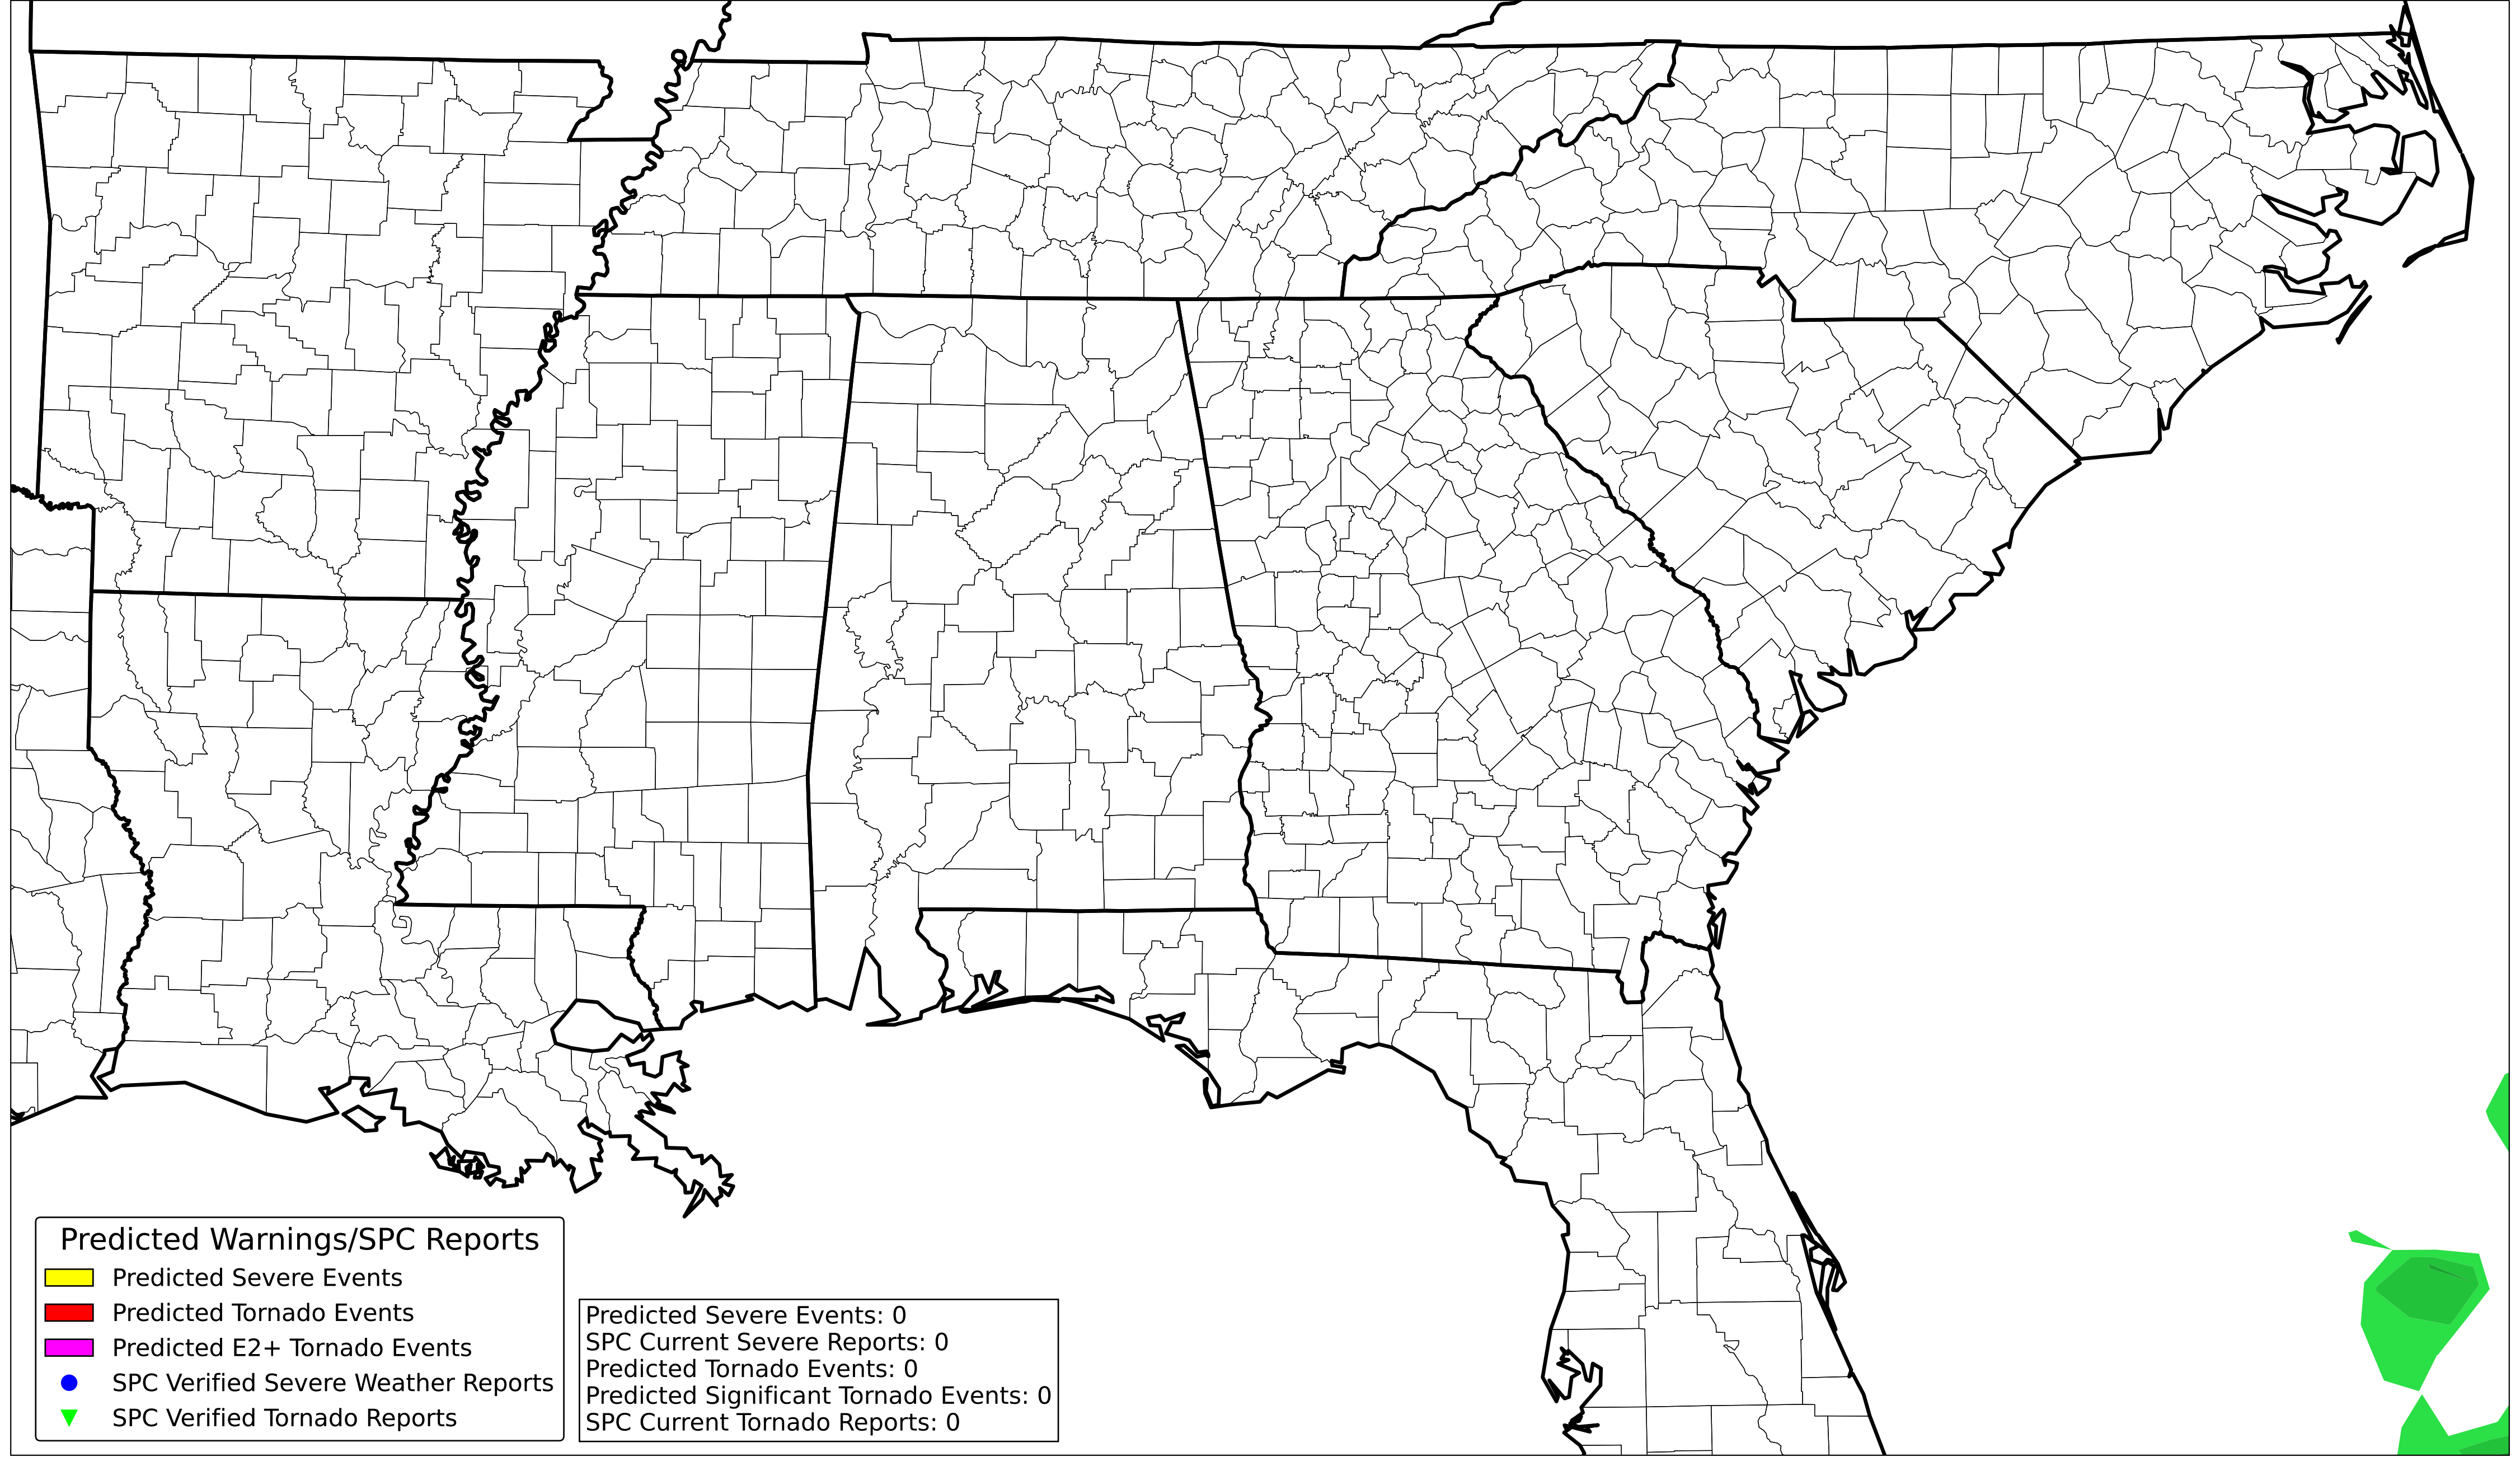 Predicted Warnings/SPC Reports
Predicted Severe Events
Predicted Tornado Events
Predicted E2+ Tornado Events
SPC Verified Severe Weather Reports
SPC Verified Tornado Reports
Predicted Severe Events: 0
SPC Current Severe Reports: 0
Predicted Tornado Events: 0
Predicted Significant Tornado Events: 0
SPC Current Tornado Reports: 0